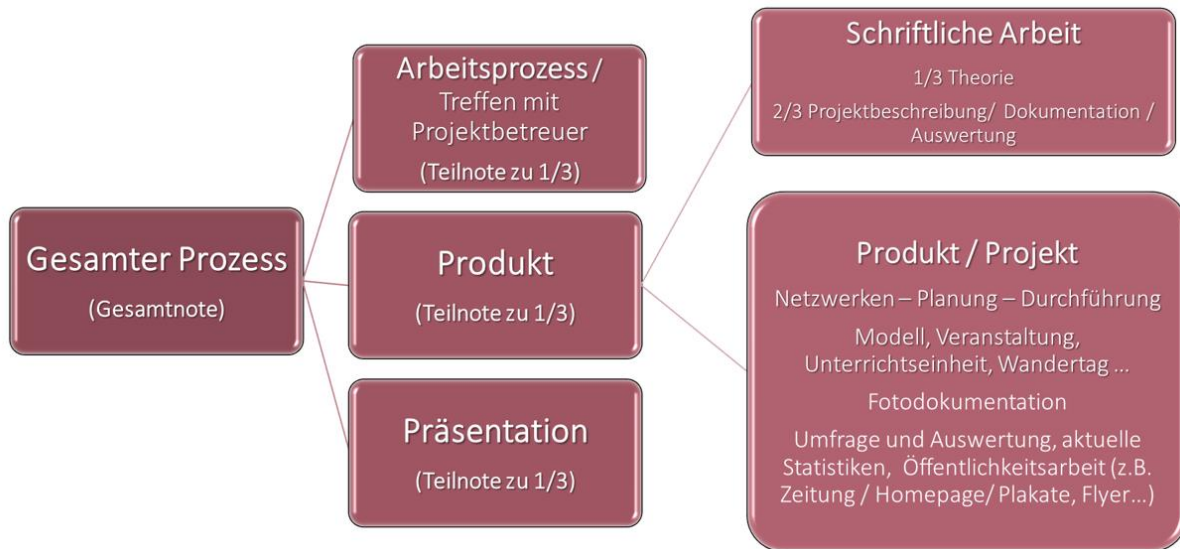 Gesamter Prozess
(Gesamtnote)
Arbeitsprozess /
Treffen mit
Projektbetreuer
(Teilnote zu 1/3)
Produkt
(Teilnote zu 1/3)
Präsentation
(Teilnote zu 1/3)
Schriftliche Arbeit
1/3 Theorie
2/3 Projektbeschreibung/ Dokumentation /
Auswertung
Produkt / Projekt
Netzwerken – Planung – Durchführung
Modell, Veranstaltung,
Unterrichtseinheit, Wandertag ...
Fotodokumentation
Umfrage und Auswertung, aktuelle
Statistiken, Öffentlichkeitsarbeit (z.B.
Zeitung / Homepage/ Plakate, Flyer...)